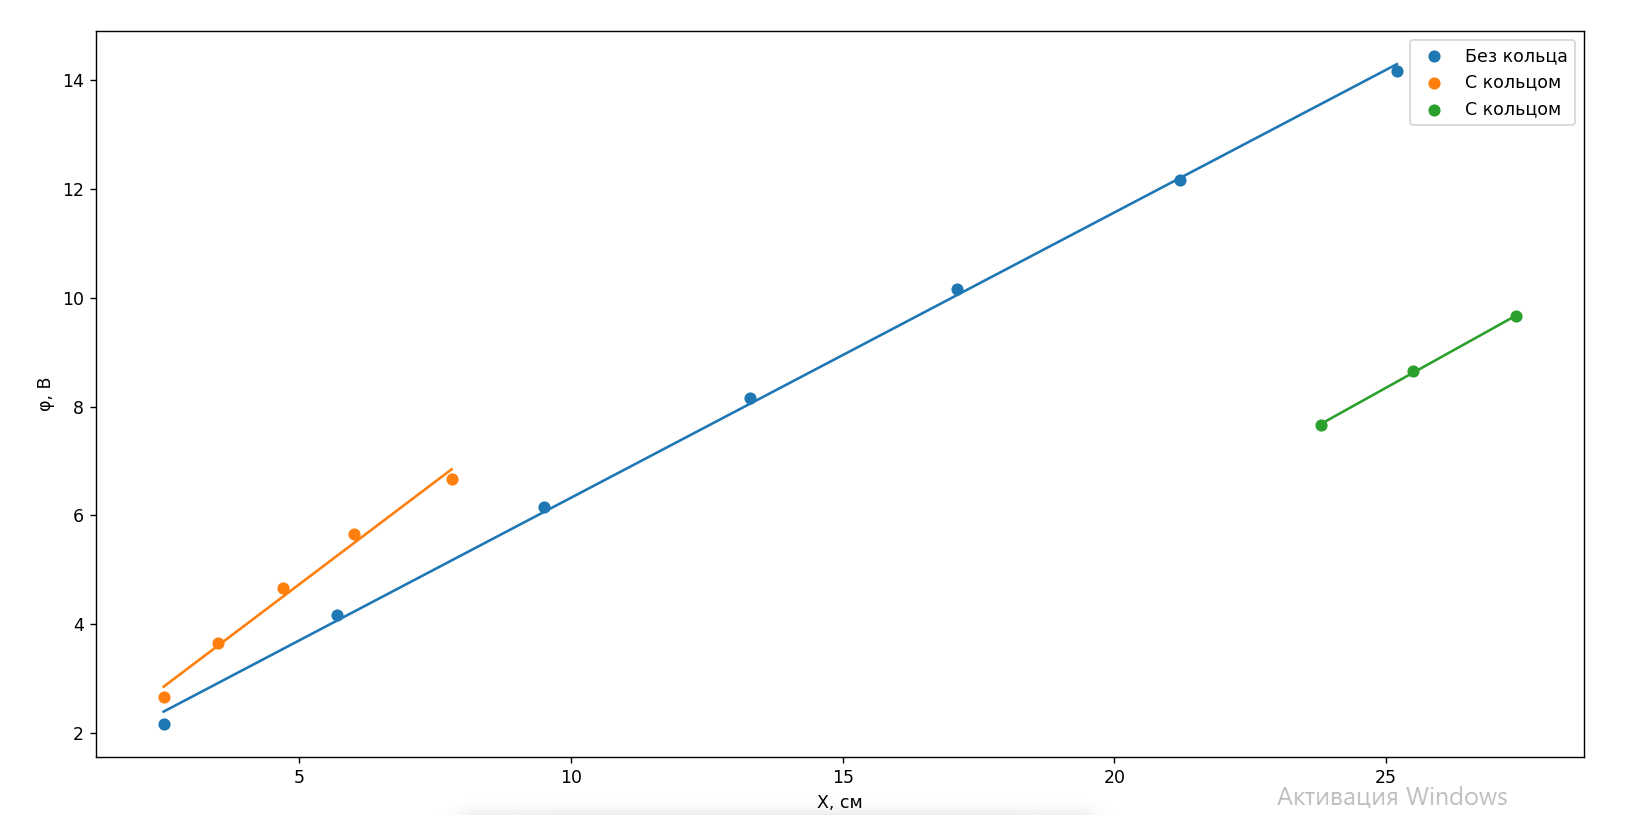 Без кольца
С кольцом
С кольцом
14
12
10
8
6
4
2
φ, В
5 10 15 20 25
X, см
Активация Windows